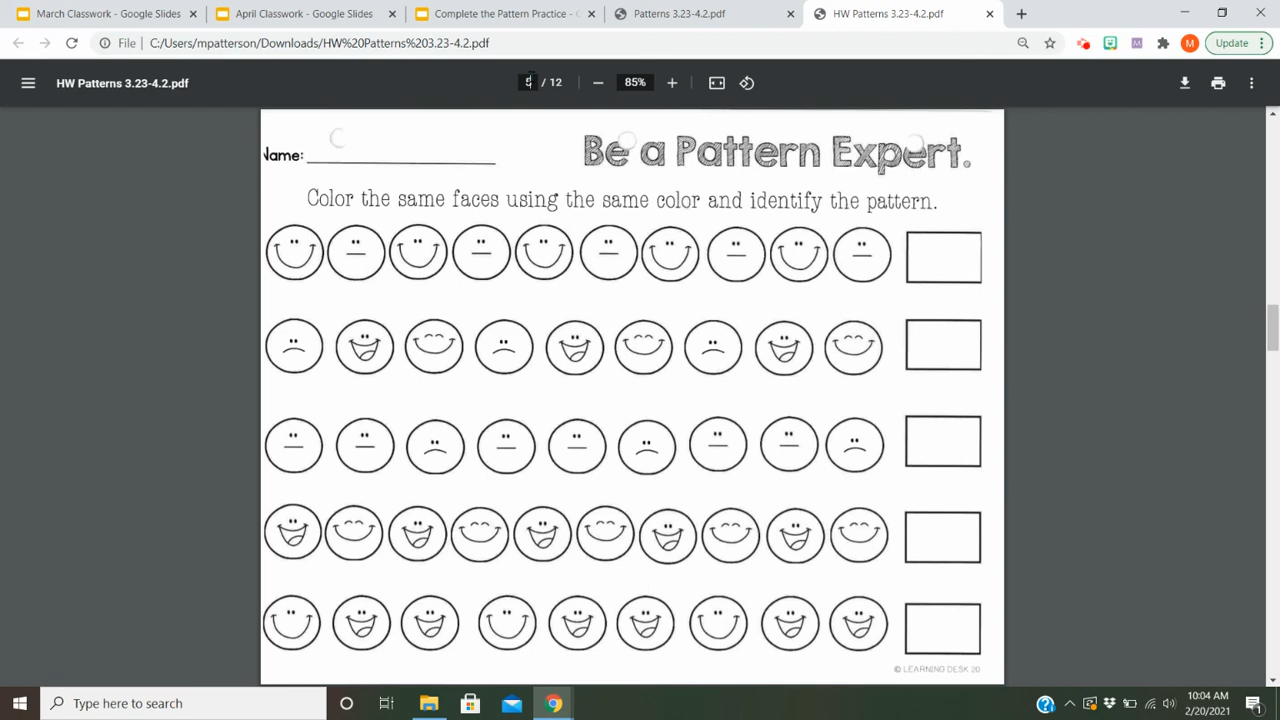 March Classwork - Google Slides
April Classwork - Google Slides
Complete the Pattern Practice -
Patterns 3.23-4.2.pdf
HW Patterns 3.23-4.2.pdf
File
C:/Users/mpatterson/Downloads/HW%20Patterns%203.23-4.2.pdf
M
Update
HW Patterns 3.23-4.2.pdf
5 / 12
85%
Name:
Be a Pattern Expert.
Color the same faces using the same color and identify the pattern.
© LEARNING DESK 20
Type here to search
10:04 AM
2/20/2021